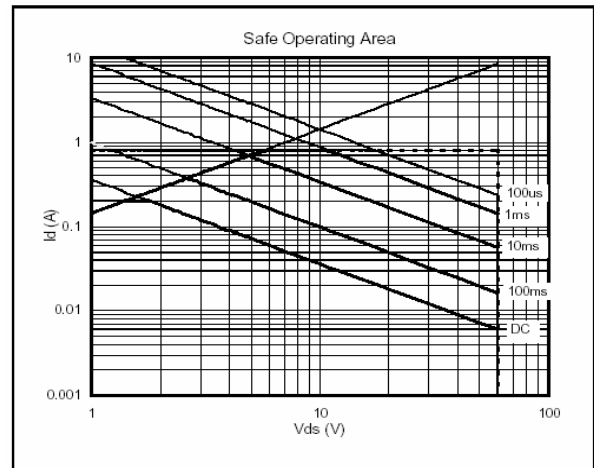 Safe Operating Area
10
1
0.1
0.01
0.001
Id (A)
100us
1ms
10ms
100ms
DC
1
10
100
Vds (V)